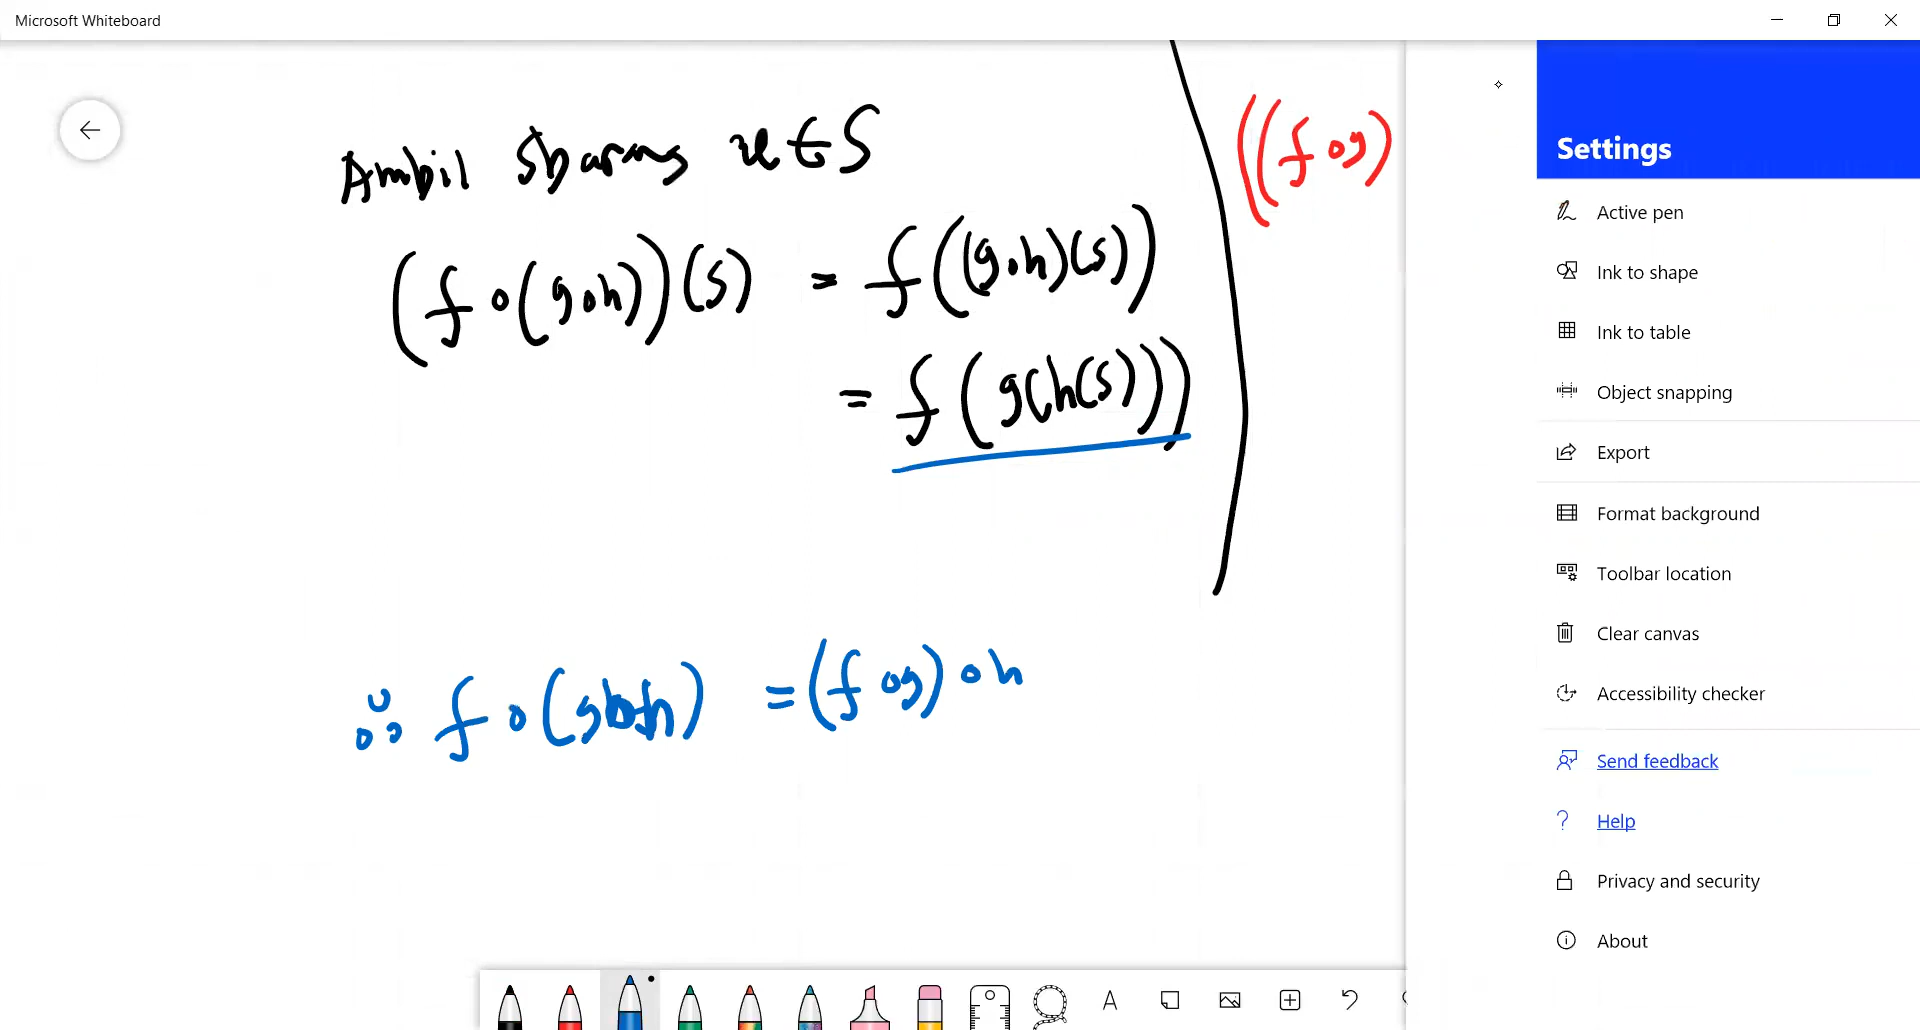 Microsoft Whiteboard
Ambil sbarang x ∈ S
(f o (g o h))(s) = f((g o h)(s))
= f(g(h(s)))
((f o g)
∴ f o (g o h) = (f o g) o h
Settings
Active pen
Ink to shape
Ink to table
Object snapping
Export
Format background
Toolbar location
Clear canvas
Accessibility checker
Send feedback
Help
Privacy and security
About